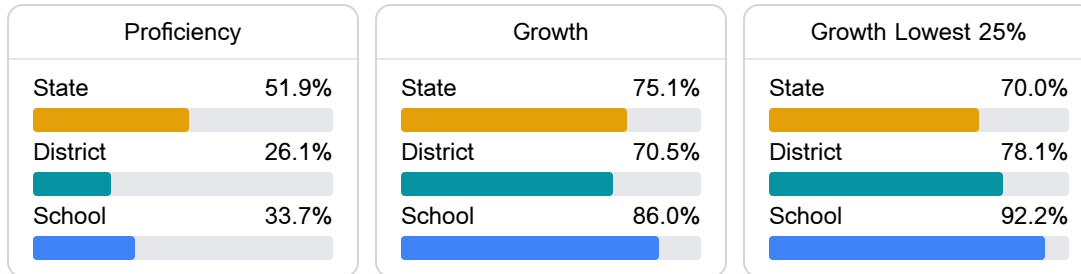 Proficiency
State 51.9%
District 26.1%
School 33.7%
Growth
State 75.1%
District 70.5%
School 86.0%
Growth Lowest 25%
State 70.0%
District 78.1%
School 92.2%